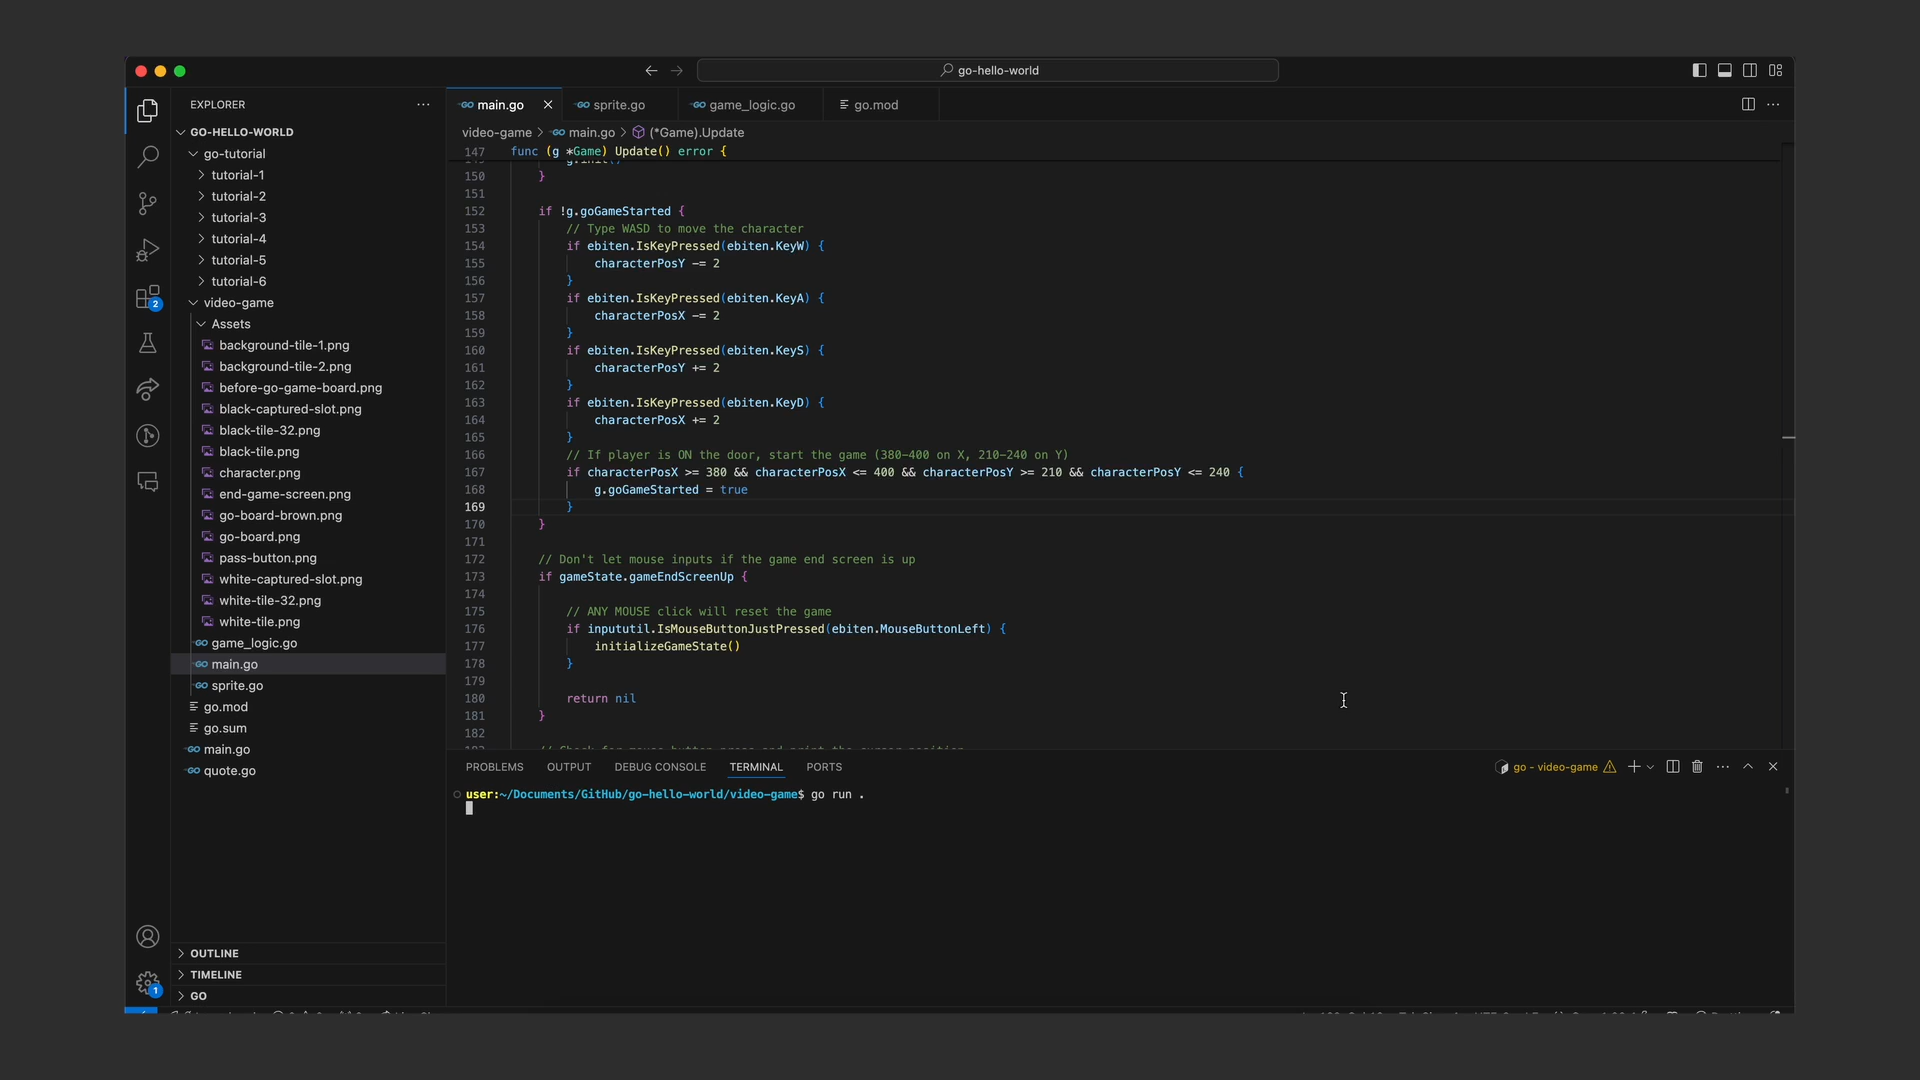 go-hello-world
EXPLORER
GO-HELLO-WORLD
go-tutorial
tutorial-1
tutorial-2
tutorial-3
tutorial-4
tutorial-5
tutorial-6
video-game
Assets
background-tile-1.png
background-tile-2.png
before-go-game-board.png
black-captured-slot.png
black-tile-32.png
black-tile.png
character.png
end-game-screen.png
go-board-brown.png
go-board.png
pass-button.png
white-captured-slot.png
white-tile-32.png
white-tile.png
game_logic.go
main.go
sprite.go
go.mod
go.sum
main.go
quote.go
OUTLINE
TIMELINE
GO
2
1
main.go sprite.go game_logic.go go.mod
video-game > main.go > (*Game).Update
147 func (g *Game) Update() error {
150 }
151
152 if !g.goGameStarted {
153 // Type WASD to move the character
154 if ebiten.IsKeyPressed(ebiten.KeyW) {
155 characterPosY -= 2
156 }
157 if ebiten.IsKeyPressed(ebiten.KeyA) {
158 characterPosX -= 2
159 }
160 if ebiten.IsKeyPressed(ebiten.KeyS) {
161 characterPosY += 2
162 }
163 if ebiten.IsKeyPressed(ebiten.KeyD) {
164 characterPosX += 2
165 }
166 // If player is ON the door, start the game (380-400 on X, 210-240 on Y)
167 if characterPosX >= 380 && characterPosX <= 400 && characterPosY >= 210 && characterPosY <= 240 {
168 g.goGameStarted = true
169 }
170 }
171
172 // Don't let mouse inputs if the game end screen is up
173 if gameState.gameEndScreenUp {
174
175 // ANY MOUSE click will reset the game
176 if inpututil.IsMouseButtonJustPressed(ebiten.MouseButtonLeft) {
177 initializeGameState()
178 }
179
180 return nil
181 }
182
PROBLEMS OUTPUT DEBUG CONSOLE TERMINAL PORTS
go - video-game
user:~/Documents/GitHub/go-hello-world/video-game$ go run .